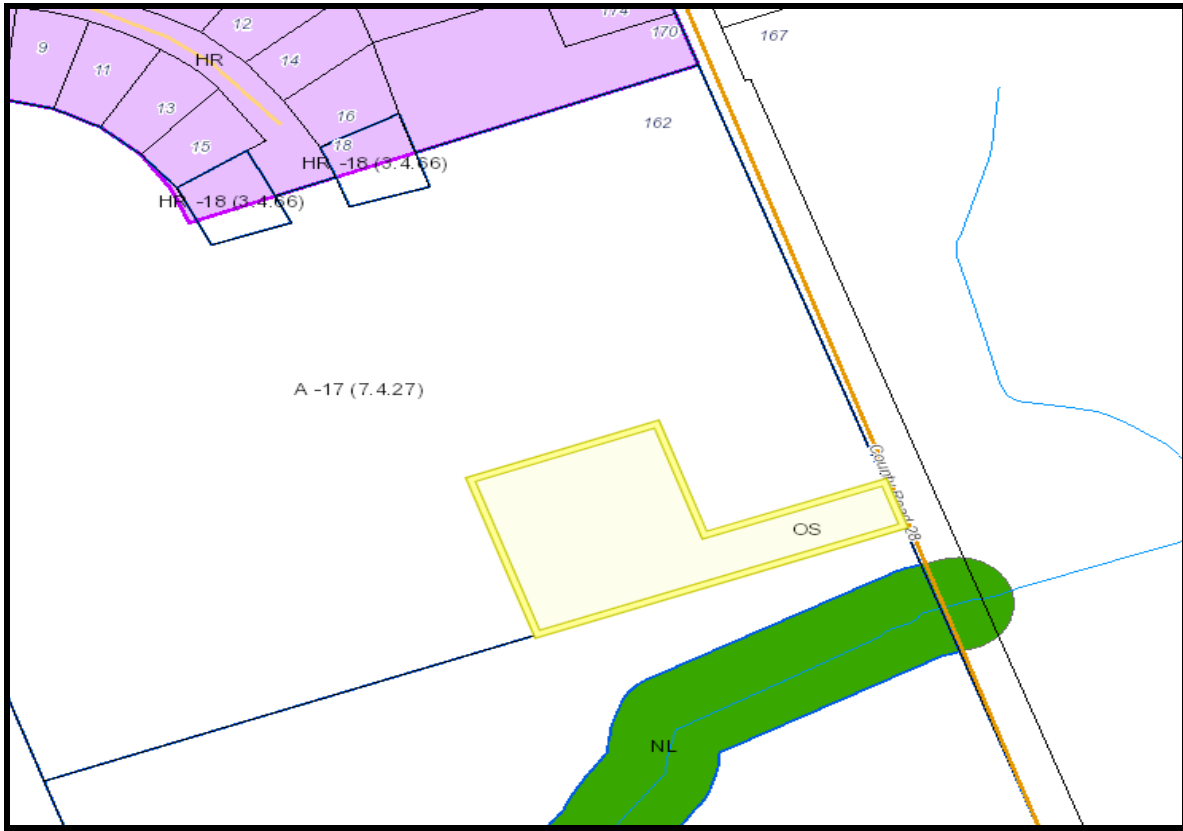 174
12
170
167
9
HR
14
11
13
16
162
15
18
HR -18 (3.4.66)
HR -18 (3.4.66)
A -17 (7.4.27)
County Road 28
OS
NL